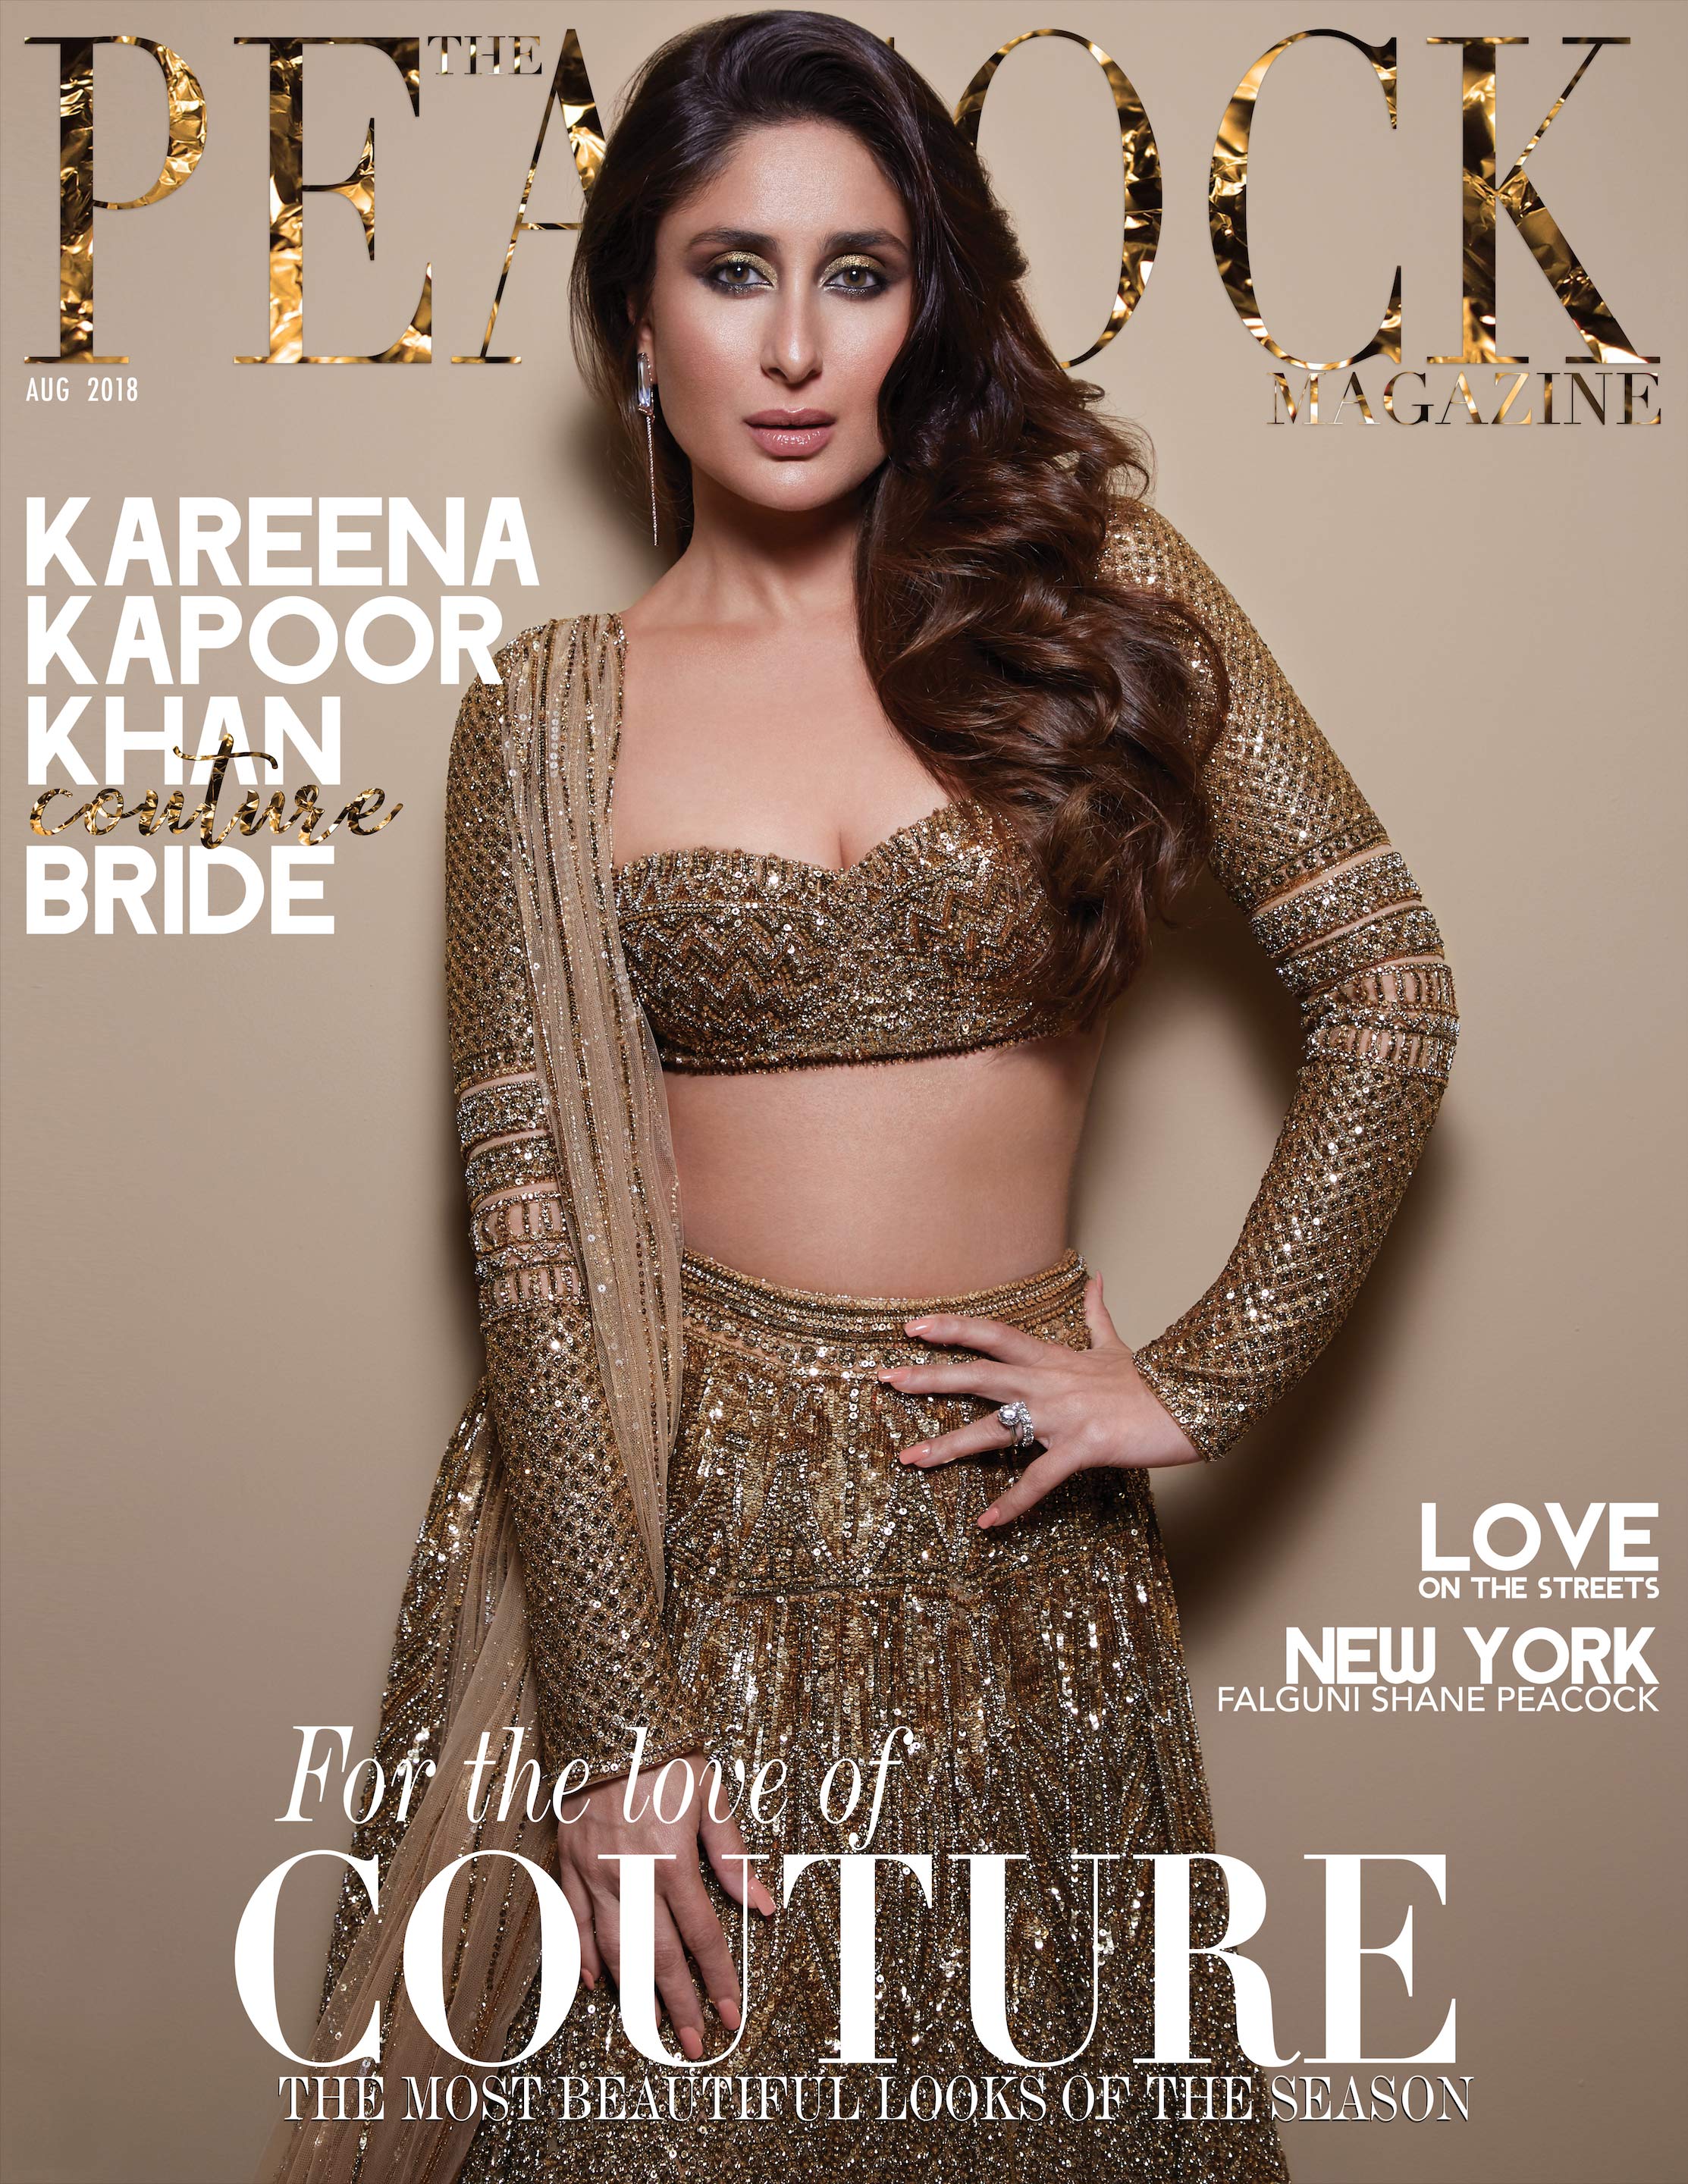 THE
PEACOCK
MAGAZINE
AUG 2018
KAREENA
KAPOOR
KHAN
couture
BRIDE
LOVE
ON THE STREETS
NEW YORK
FALGUNI SHANE PEACOCK
For the love of
COUTURE
THE MOST BEAUTIFUL LOOKS OF THE SEASON